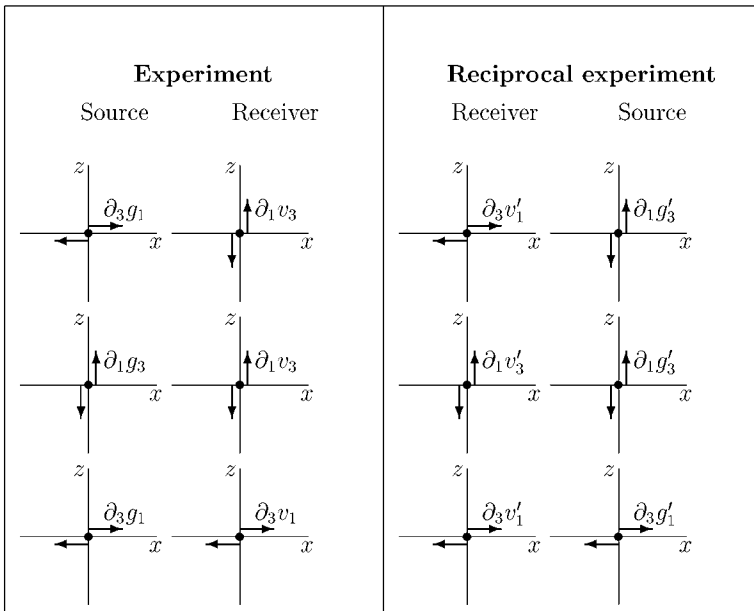 Experiment Reciprocal experiment
Source Receiver Receiver Source
z z z z
∂₃g₁ ∂₁v₃ ∂₃v′₁ ∂₁g′₃
x x x x
z z z z
∂₁g₃ ∂₁v₃ ∂₁v′₃ ∂₁g′₃
x x x x
z z z z
∂₃g₁ ∂₃v₁ ∂₃v′₁ ∂₃g′₁
x x x x